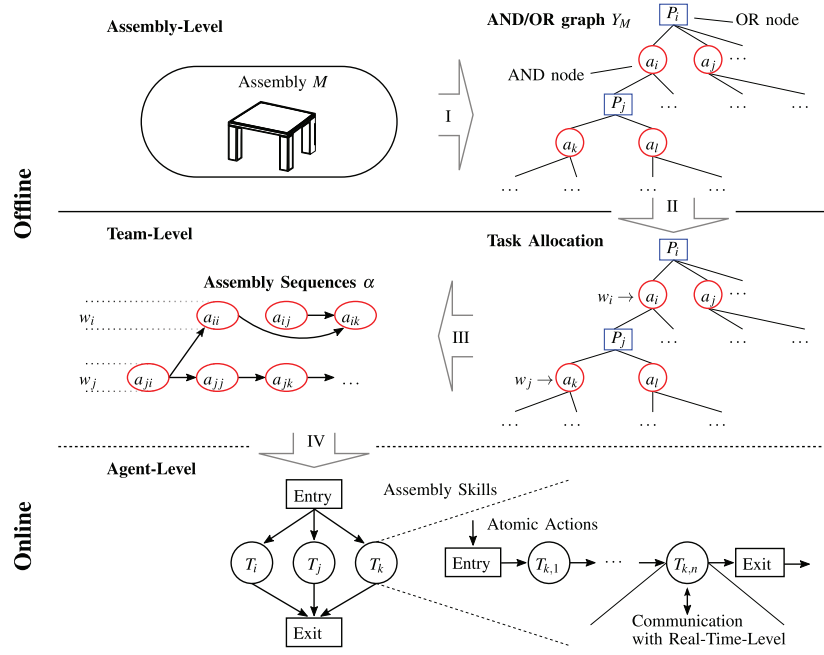 Assembly-Level
Assembly M
I
AND/OR graph Y_M
P_i
OR node
AND node
a_i
a_j
...
P_j
...
...
...
a_k
a_l
...
...
...
...
Offline
II
Team-Level
Task Allocation
P_i
Assembly Sequences α
w_i
a_ii
a_ij
a_ik
III
w_i →
a_i
a_j
...
P_j
...
...
...
w_j
a_ji
a_jj
a_jk
...
w_j →
a_k
a_l
...
...
...
...
IV
Agent-Level
Online
Entry
Assembly Skills
T_i
T_j
T_k
Exit
Atomic Actions
Entry
T_k,1
...
T_k,n
Exit
Communication
with Real-Time-Level